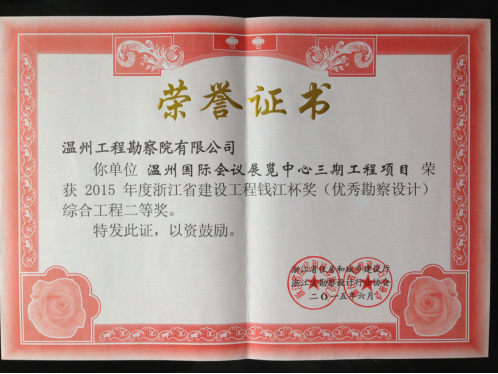 荣誉证书
温州工程勘察院有限公司
你单位 温州国际会议展览中心三期工程项目 荣
获 2015 年度浙江省建设工程钱江杯奖（优秀勘察设计）
综合工程二等奖。
特发此证，以资鼓励。
浙江省住房和城乡建设厅
浙江省勘察设计行业协会
二〇一五年六月